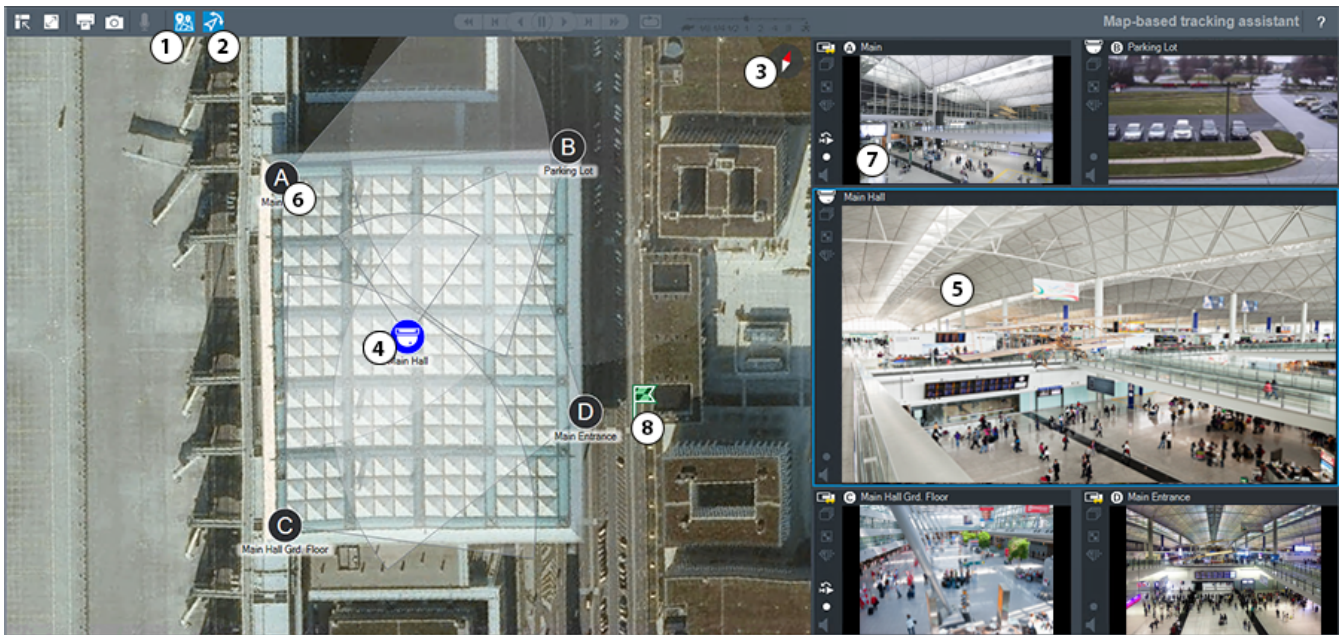 Map-based tracking assistant ?
1
2
3
A Main
B Parking Lot
7
B
Parking Lot
A
Main
6
Main Hall
5
4
Main Hall
8
D
Main Entrance
C
Main Hall Grd. Floor
C Main Hall Grd. Floor
D Main Entrance